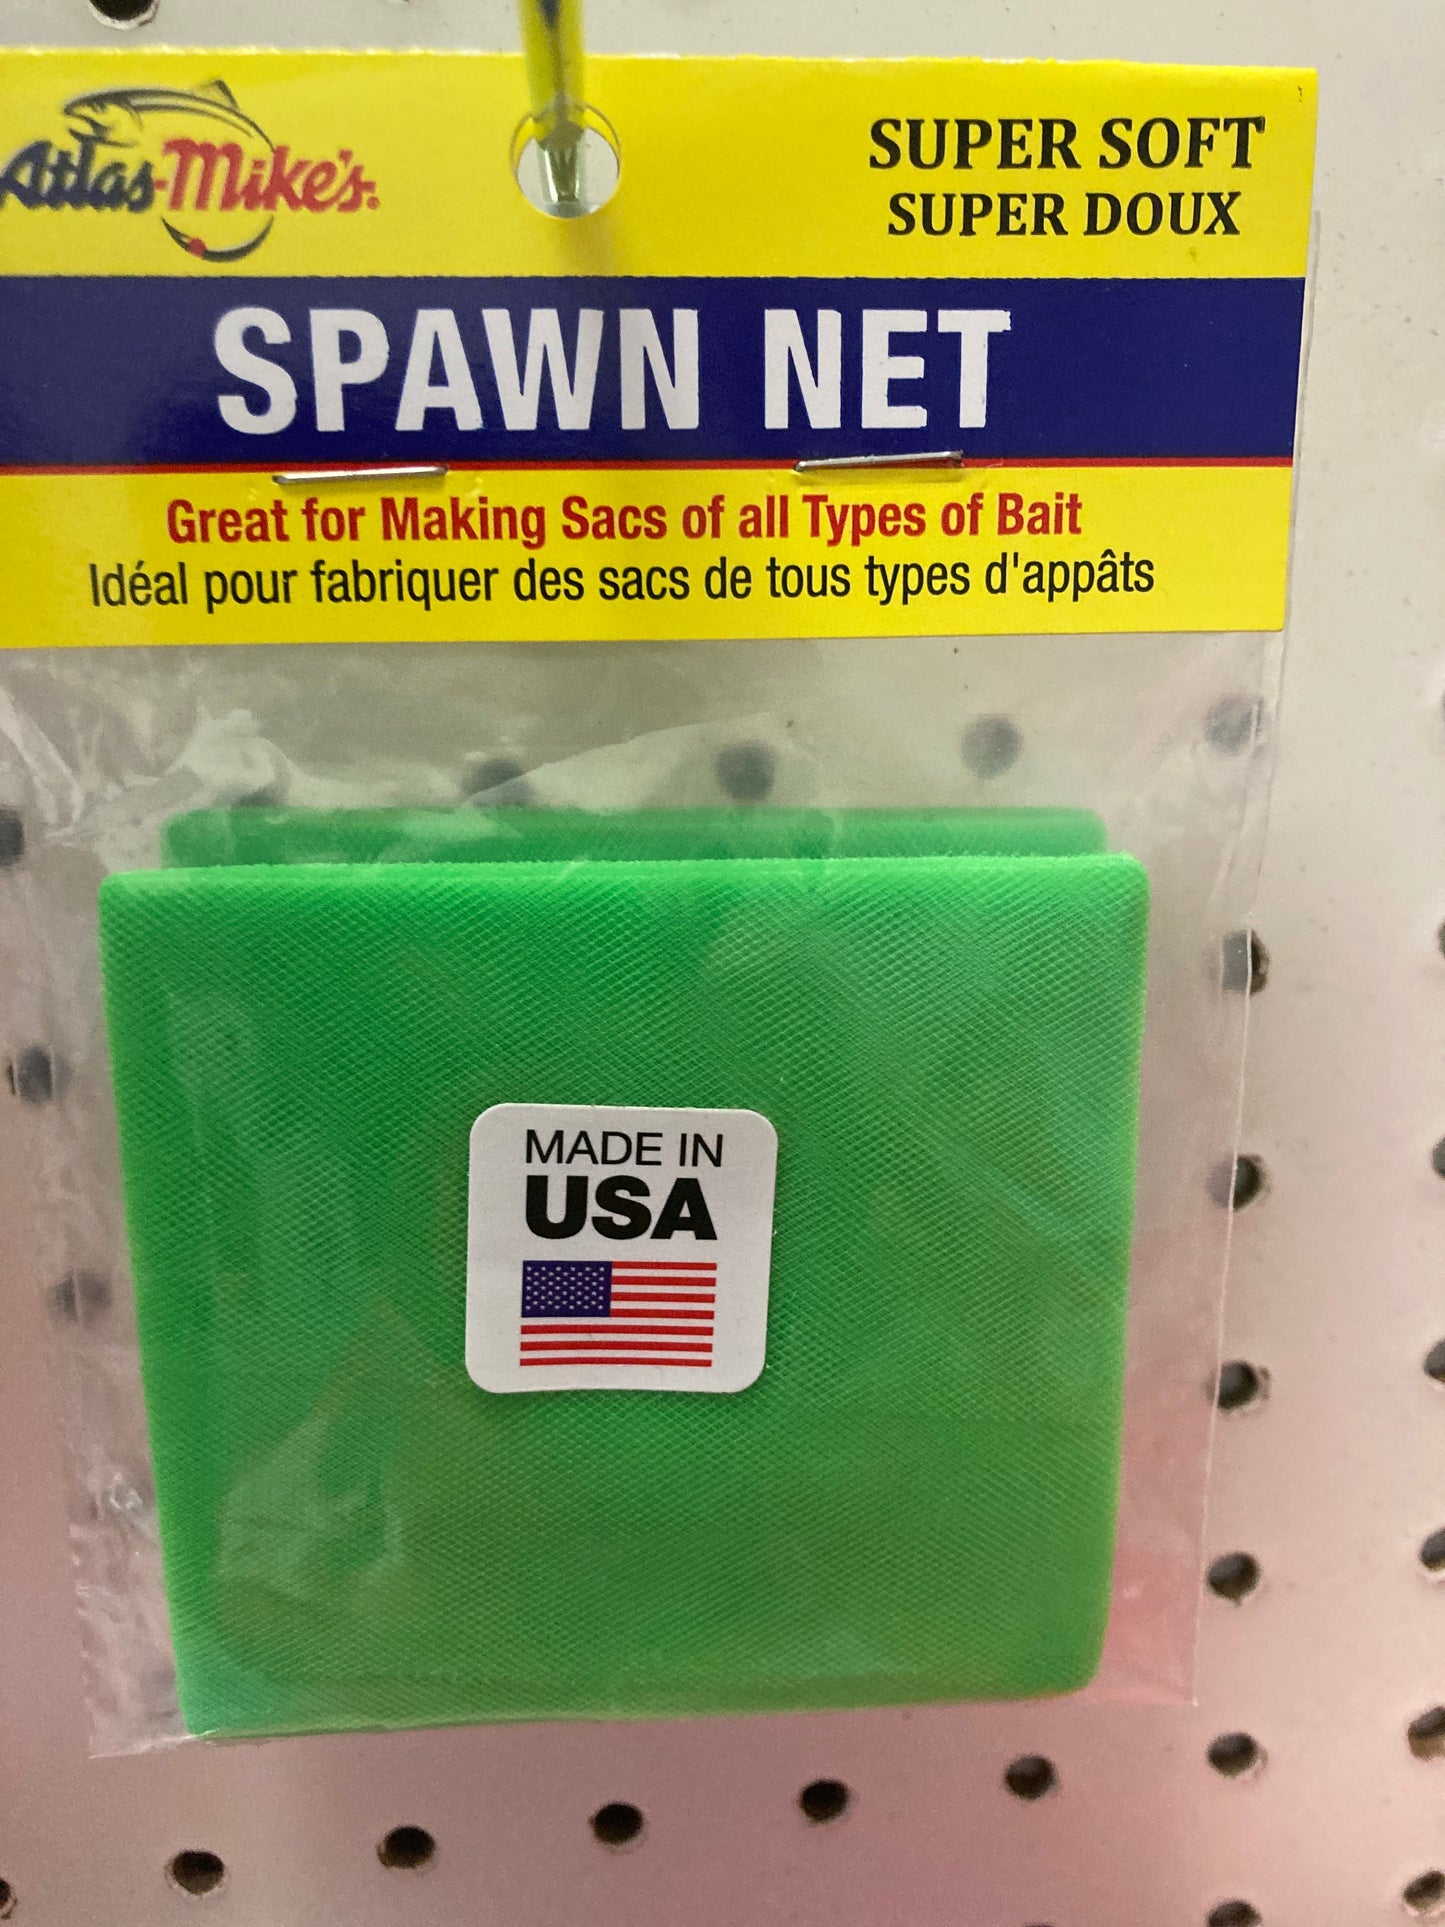 Atlas-Mike's.
SUPER SOFT
SUPER DOUX
SPAWN NET
Great for Making Sacs of all Types of Bait
Idéal pour fabriquer des sacs de tous types d'appâts
MADE IN
USA